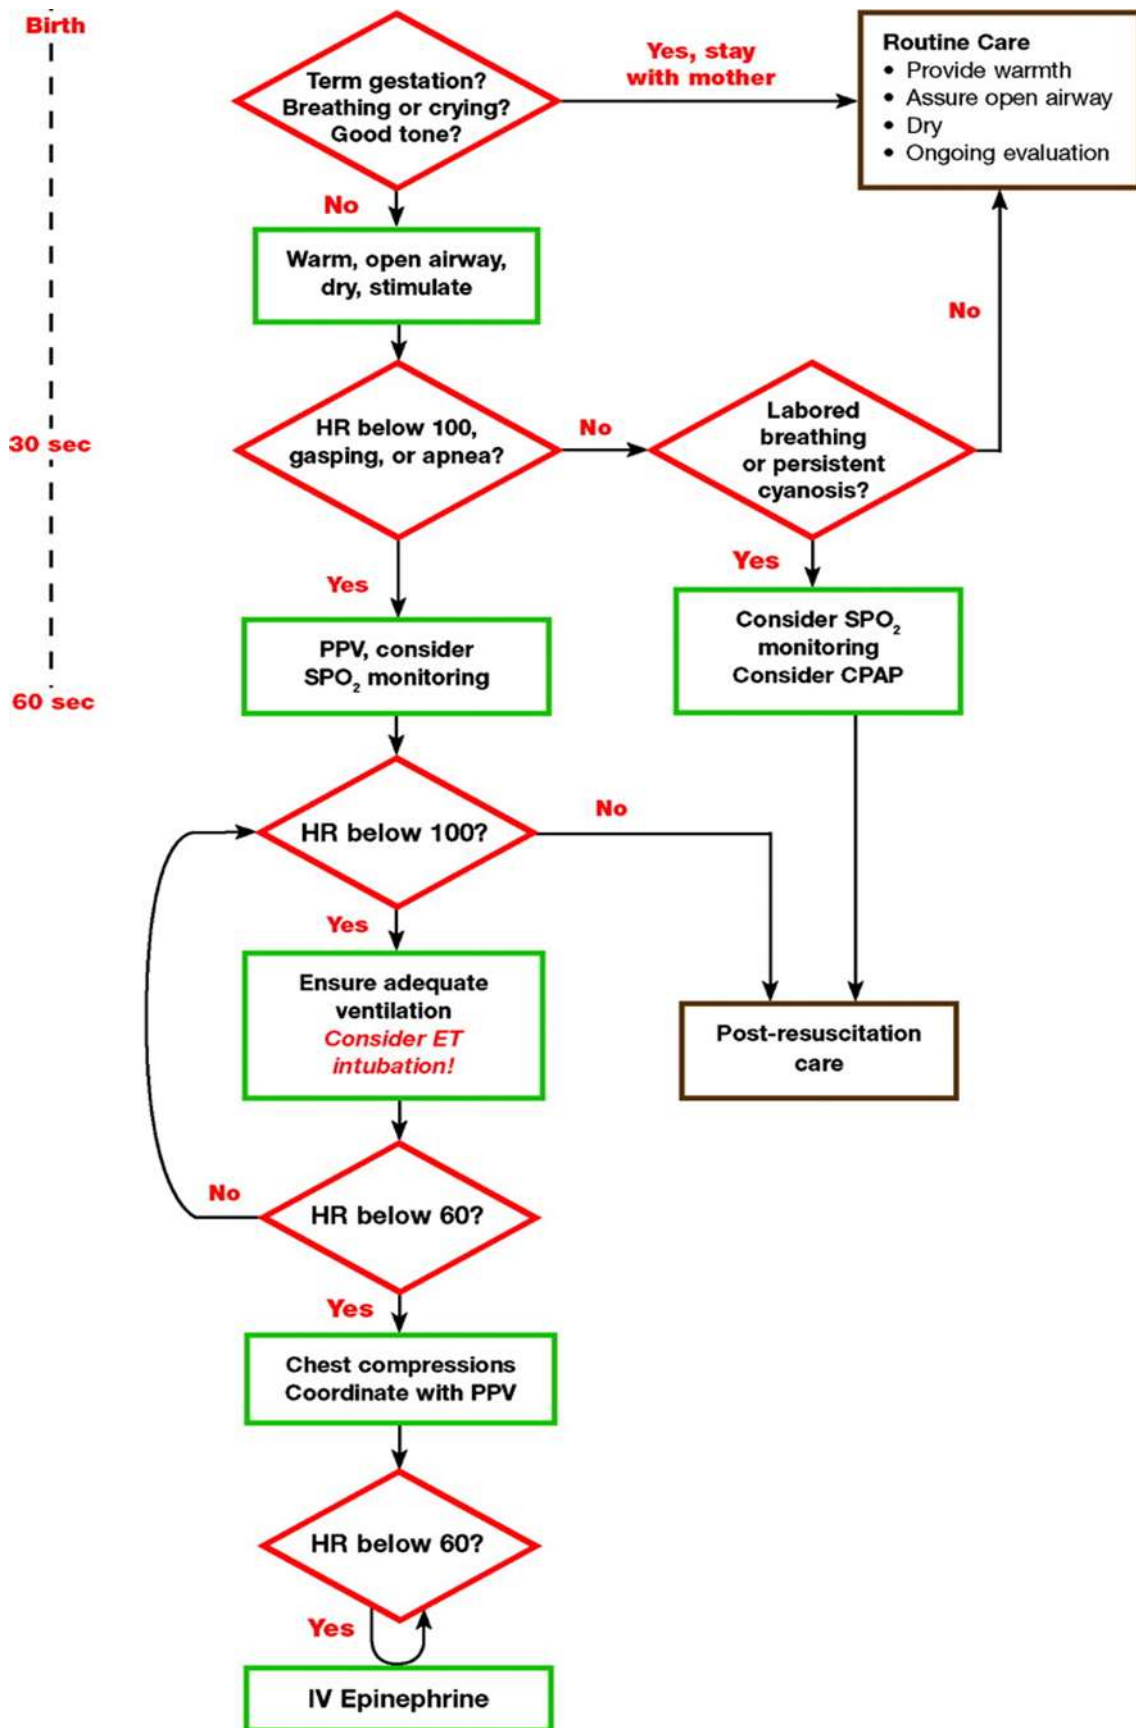 Birth
Term gestation?
Breathing or crying?
Good tone?
Yes, stay
with mother
Routine Care
• Provide warmth
• Assure open airway
• Dry
• Ongoing evaluation
No
Warm, open airway,
dry, stimulate
No
30 sec
HR below 100,
gasping, or apnea?
No
Labored
breathing
or persistent
cyanosis?
Yes
Yes
PPV, consider
SPO₂ monitoring
Consider SPO₂
monitoring
Consider CPAP
60 sec
HR below 100?
No
Yes
Ensure adequate
ventilation
Consider ET
intubation!
Post-resuscitation
care
No
HR below 60?
Yes
Chest compressions
Coordinate with PPV
HR below 60?
Yes
IV Epinephrine